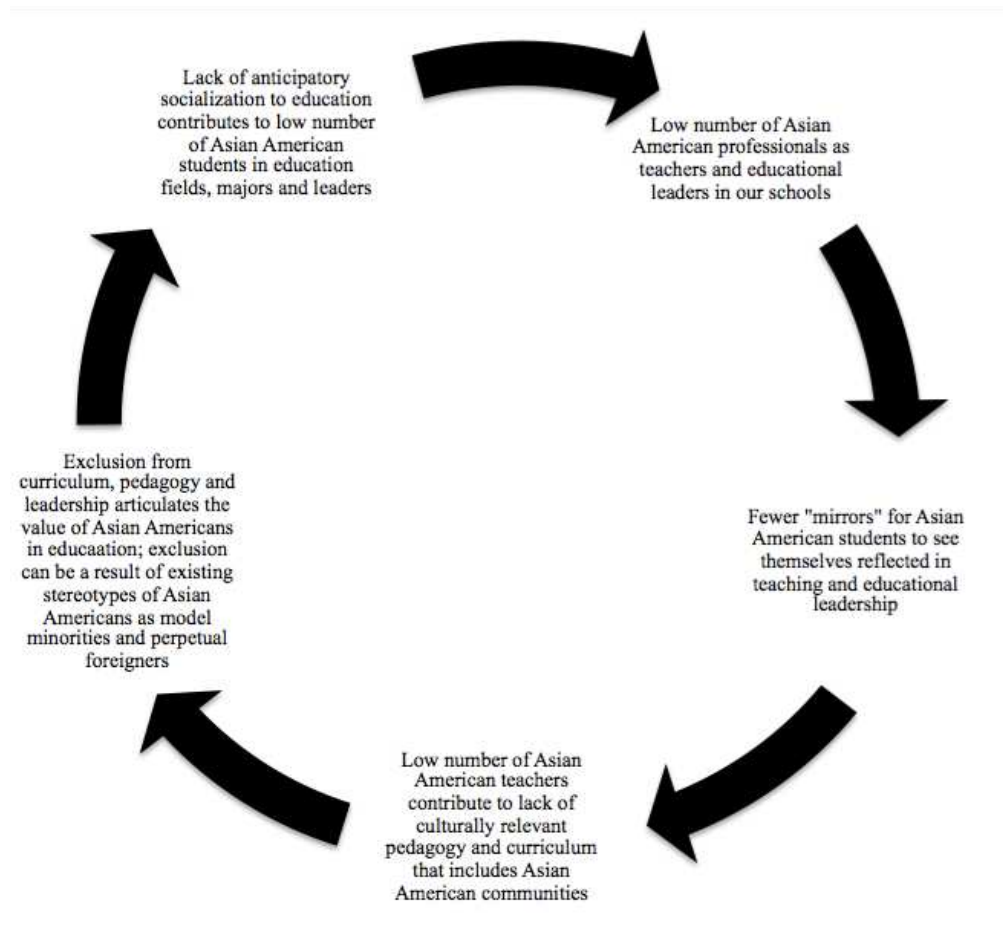 Lack of anticipatory
socialization to education
contributes to low number
of Asian American
students in education
fields, majors and leaders
Low number of Asian
American professionals as
teachers and educational
leaders in our schools
Fewer "mirrors" for Asian
American students to see
themselves reflected in
teaching and educational
leadership
Low number of Asian
American teachers
contribute to lack of
culturally relevant
pedagogy and curriculum
that includes Asian
American communities
Exclusion from
curriculum, pedagogy and
leadership articulates the
value of Asian Americans
in educaation; exclusion
can be a result of existing
stereotypes of Asian
Americans as model
minorities and perpetual
foreigners